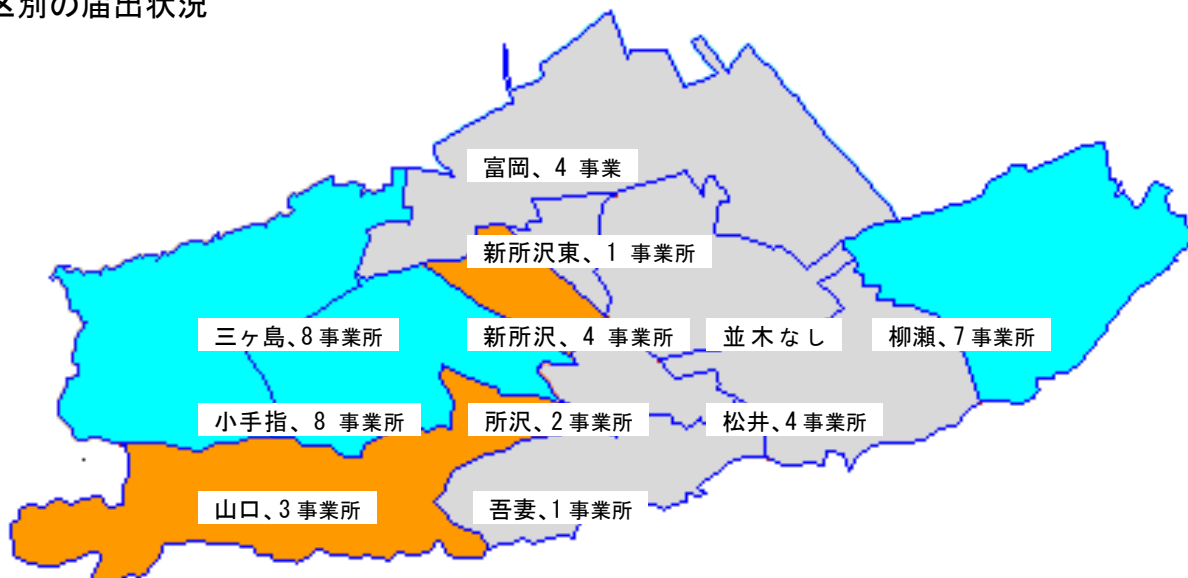 区別の届出状況
富岡、4 事業
新所沢東、1 事業所
三ヶ島、8事業所
新所沢、4 事業所
並木なし
柳瀬、7事業所
小手指、8 事業所
所沢、2事業所
松井、4事業所
山口、3事業所
吾妻、1事業所